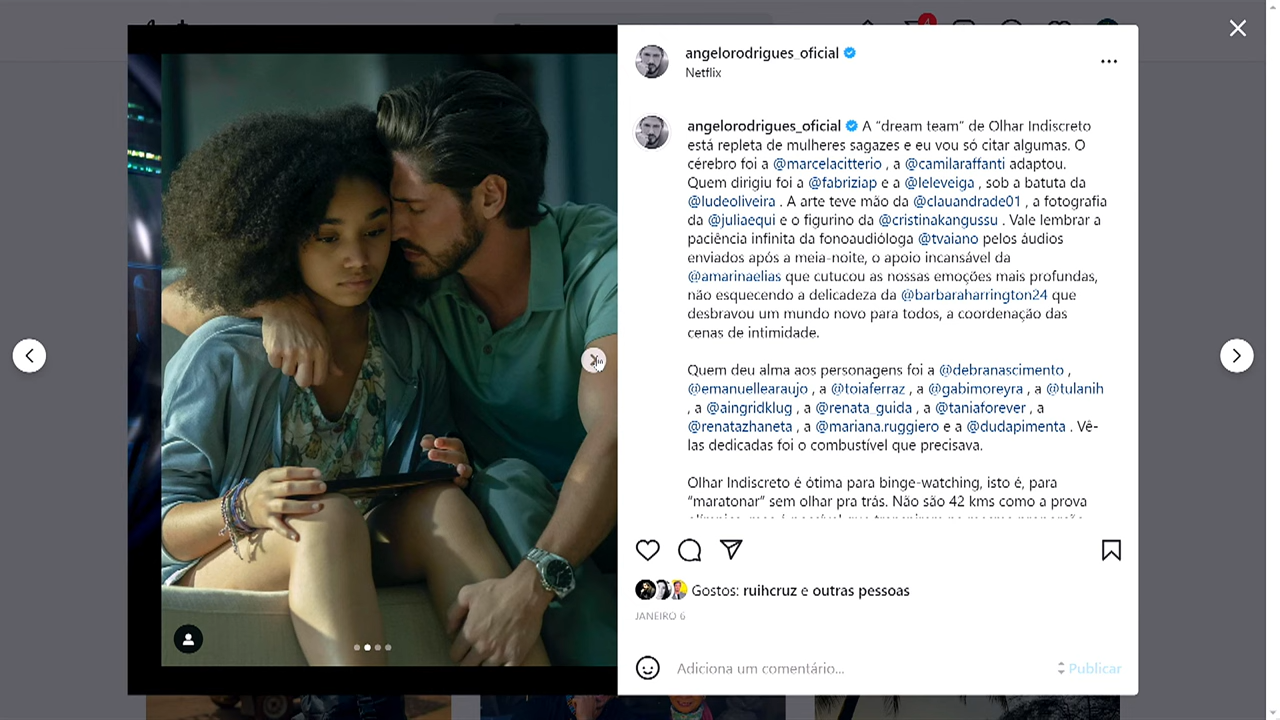 4
angelorodrigues_oficial
Netflix
angelorodrigues_oficial A “dream team” de Olhar Indiscreto
está repleta de mulheres sagazes e eu vou só citar algumas. O
cérebro foi a @marcelacitterio , a @camilaraffanti adaptou.
Quem dirigiu foi a @fabriziap e a @leleveiga , sob a batuta da
@ludeoliveira . A arte teve mão da @clauandrade01 , a fotografia
da @juliaequi e o figurino da @cristinakangussu . Vale lembrar a
paciência infinita da fonoaudióloga @tvaiano pelos áudios
enviados após a meia-noite, o apoio incansável da
@amarinaelias que cutucou as nossas emoções mais profundas,
não esquecendo a delicadeza da @barbaraharrington24 que
desbravou um mundo novo para todos, a coordenação das
cenas de intimidade.
Quem deu alma aos personagens foi a @debranascimento ,
@emanuellearaujo , a @toiaferraz , a @gabimoreyra , a @tulanih
, a @aingridklug , a @renata_guida , a @taniaforever , a
@renatazhaneta , a @mariana.ruggiero e a @dudapimenta . Vê-
las dedicadas foi o combustível que precisava.
Olhar Indiscreto é ótima para binge-watching, isto é, para
“maratonar” sem olhar pra trás. Não são 42 kms como a prova
Gostos: ruihcruz e outras pessoas
JANEIRO 6
Adiciona um comentário...
Publicar